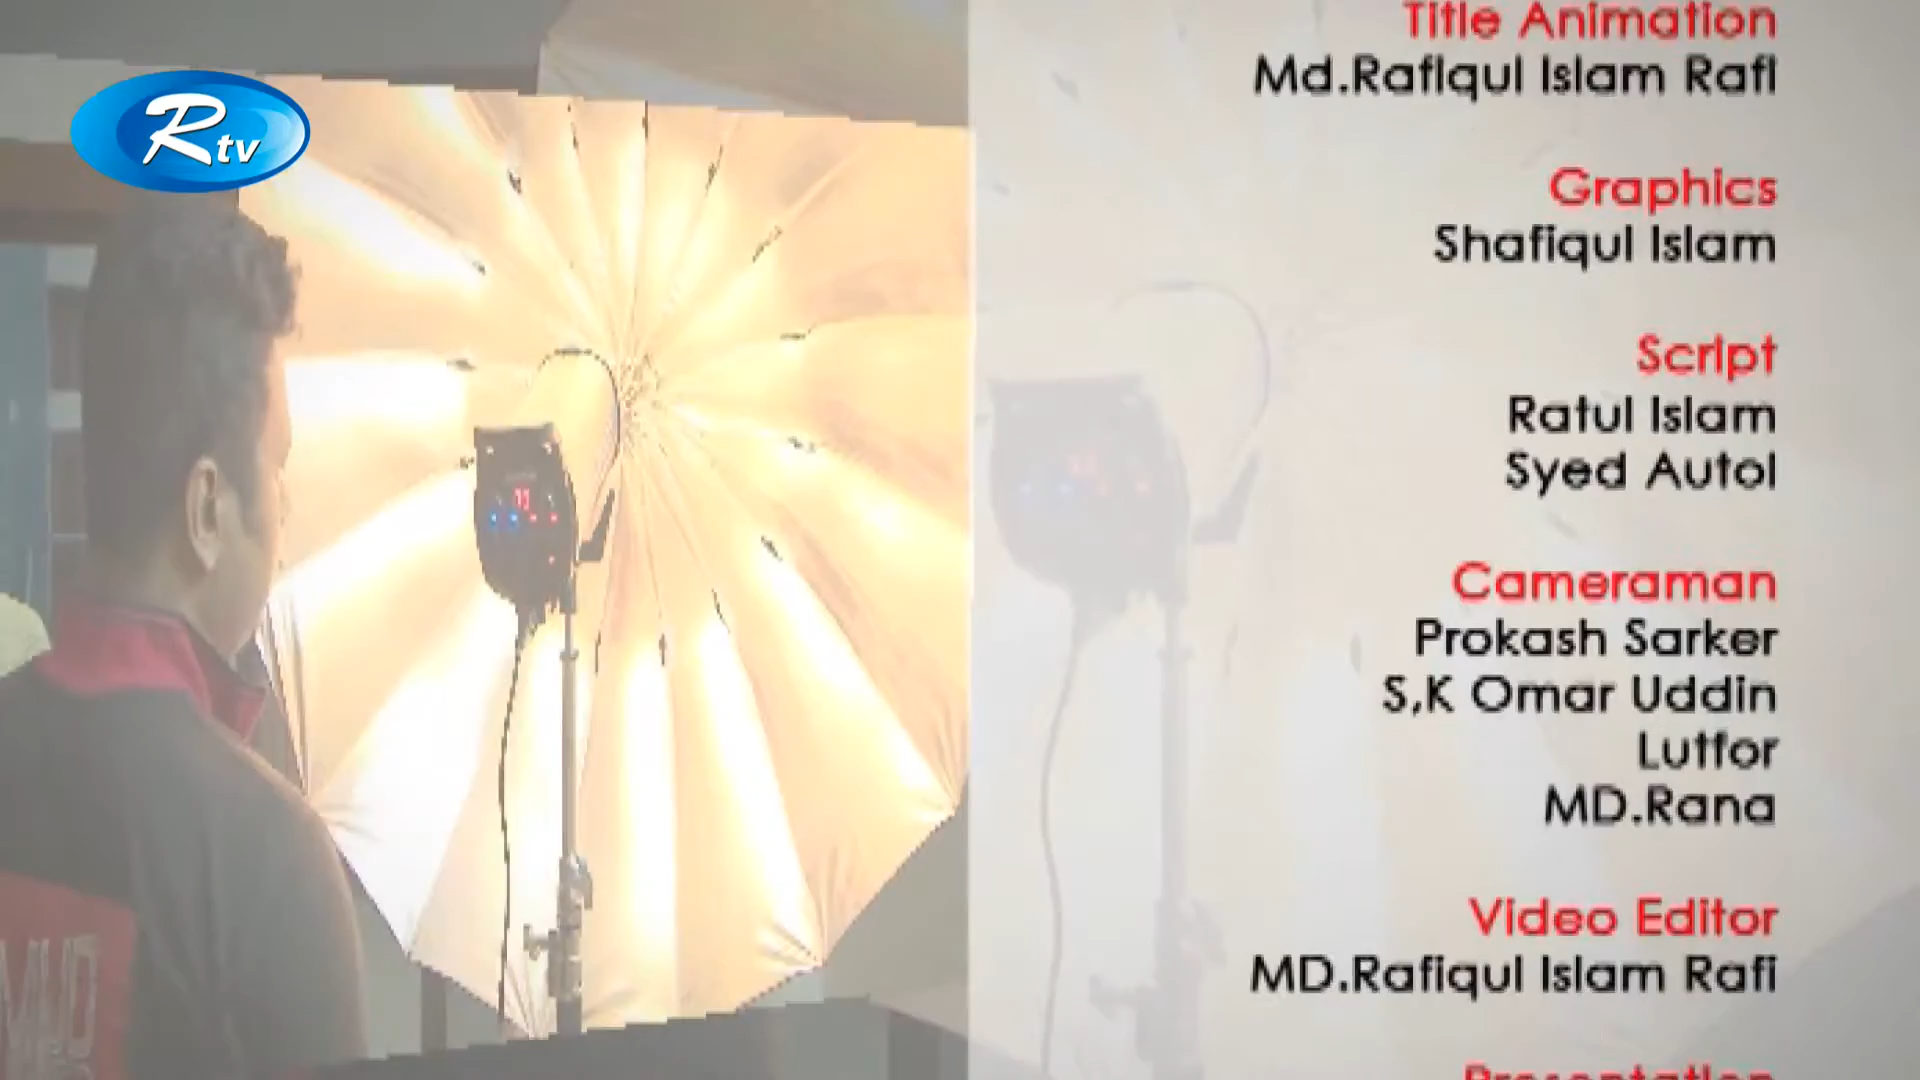 Rtv
Title Animation
Md.Rafiqul Islam Rafi
Graphics
Shafiqul Islam
Script
Ratul Islam
Syed Autol
Cameraman
Prokash Sarker
S,K Omar Uddin
Lutfor
MD.Rana
Video Editor
MD.Rafiqul Islam Rafi
Presentation